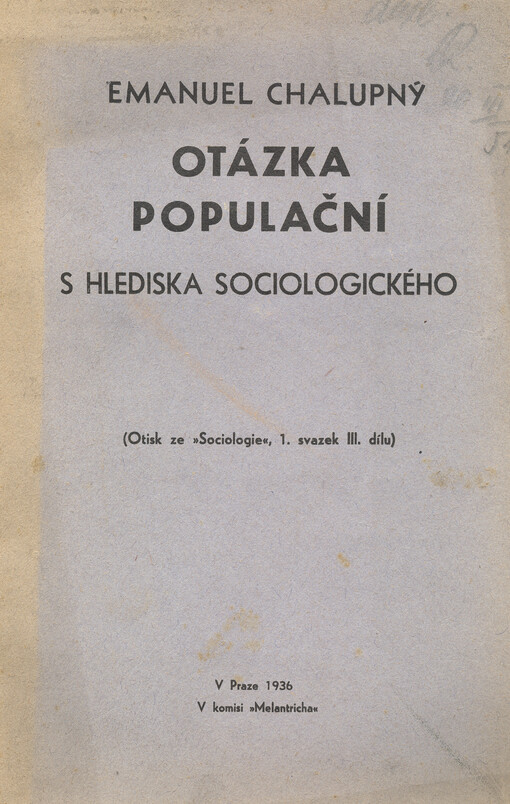 EMANUEL CHALUPNÝ
OTÁZKA
POPULAČNÍ
S HLEDISKA SOCIOLOGICKÉHO
(Otisk ze »Sociologie«, 1. svazek III. dílu)
V Praze 1936
V komisi »Melantricha«